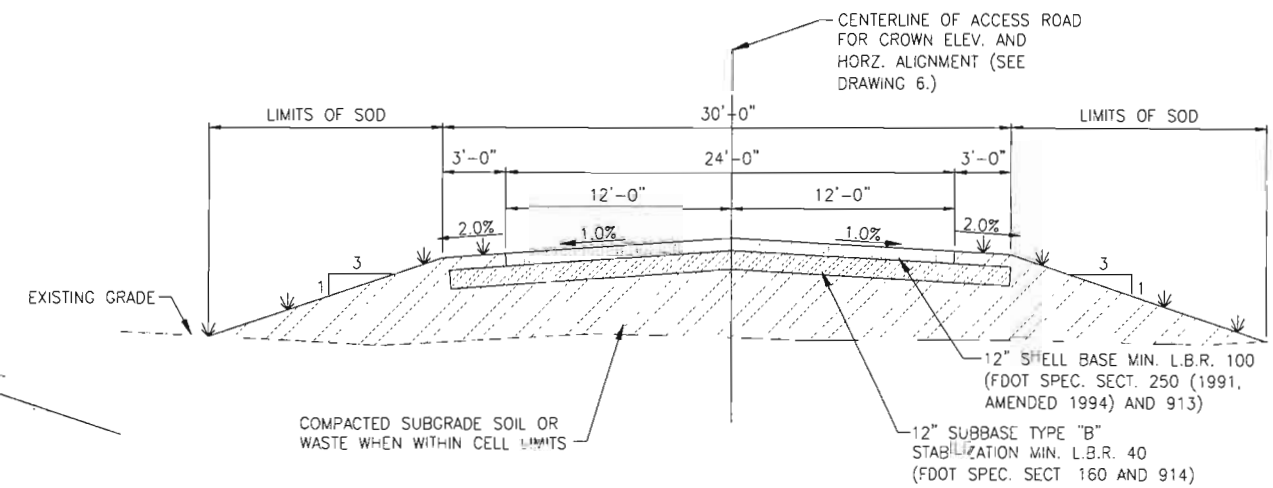 CENTERLINE OF ACCESS ROAD
FOR CROWN ELEV. AND
HORZ. ALIGNMENT (SEE
DRAWING 6.)
LIMITS OF SOD
30'-0"
LIMITS OF SOD
3'-0"
24'-0"
3'-0"
12'-0"
12'-0"
2.0%
1.0%
1.0%
2.0%
3
1
3
1
EXISTING GRADE
12" SHELL BASE MIN. L.B.R. 100
(FDOT SPEC. SECT. 250 (1991,
AMENDED 1994) AND 913)
COMPACTED SUBGRADE SOIL OR
WASTE WHEN WITHIN CELL LIMITS
12" SUBBASE TYPE "B"
STABILIZATION MIN. L.B.R. 40
(FDOT SPEC. SECT 160 AND 914)